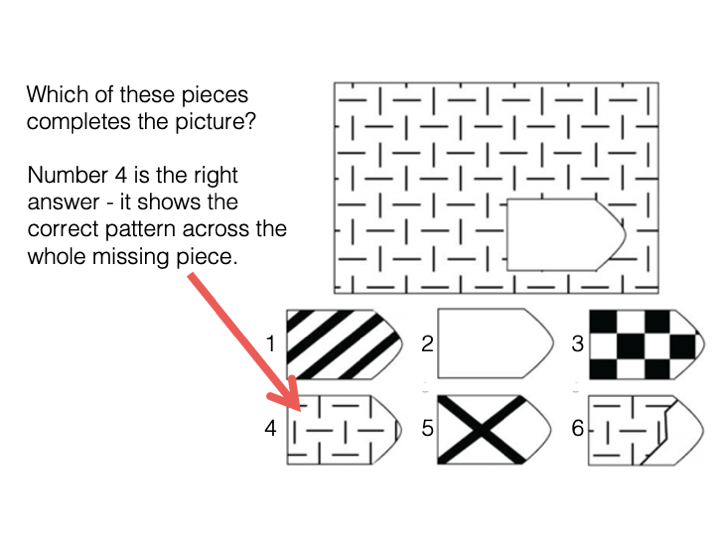 Which of these pieces
completes the picture?
Number 4 is the right
answer - it shows the
correct pattern across the
whole missing piece.
1
2
3
4
5
6